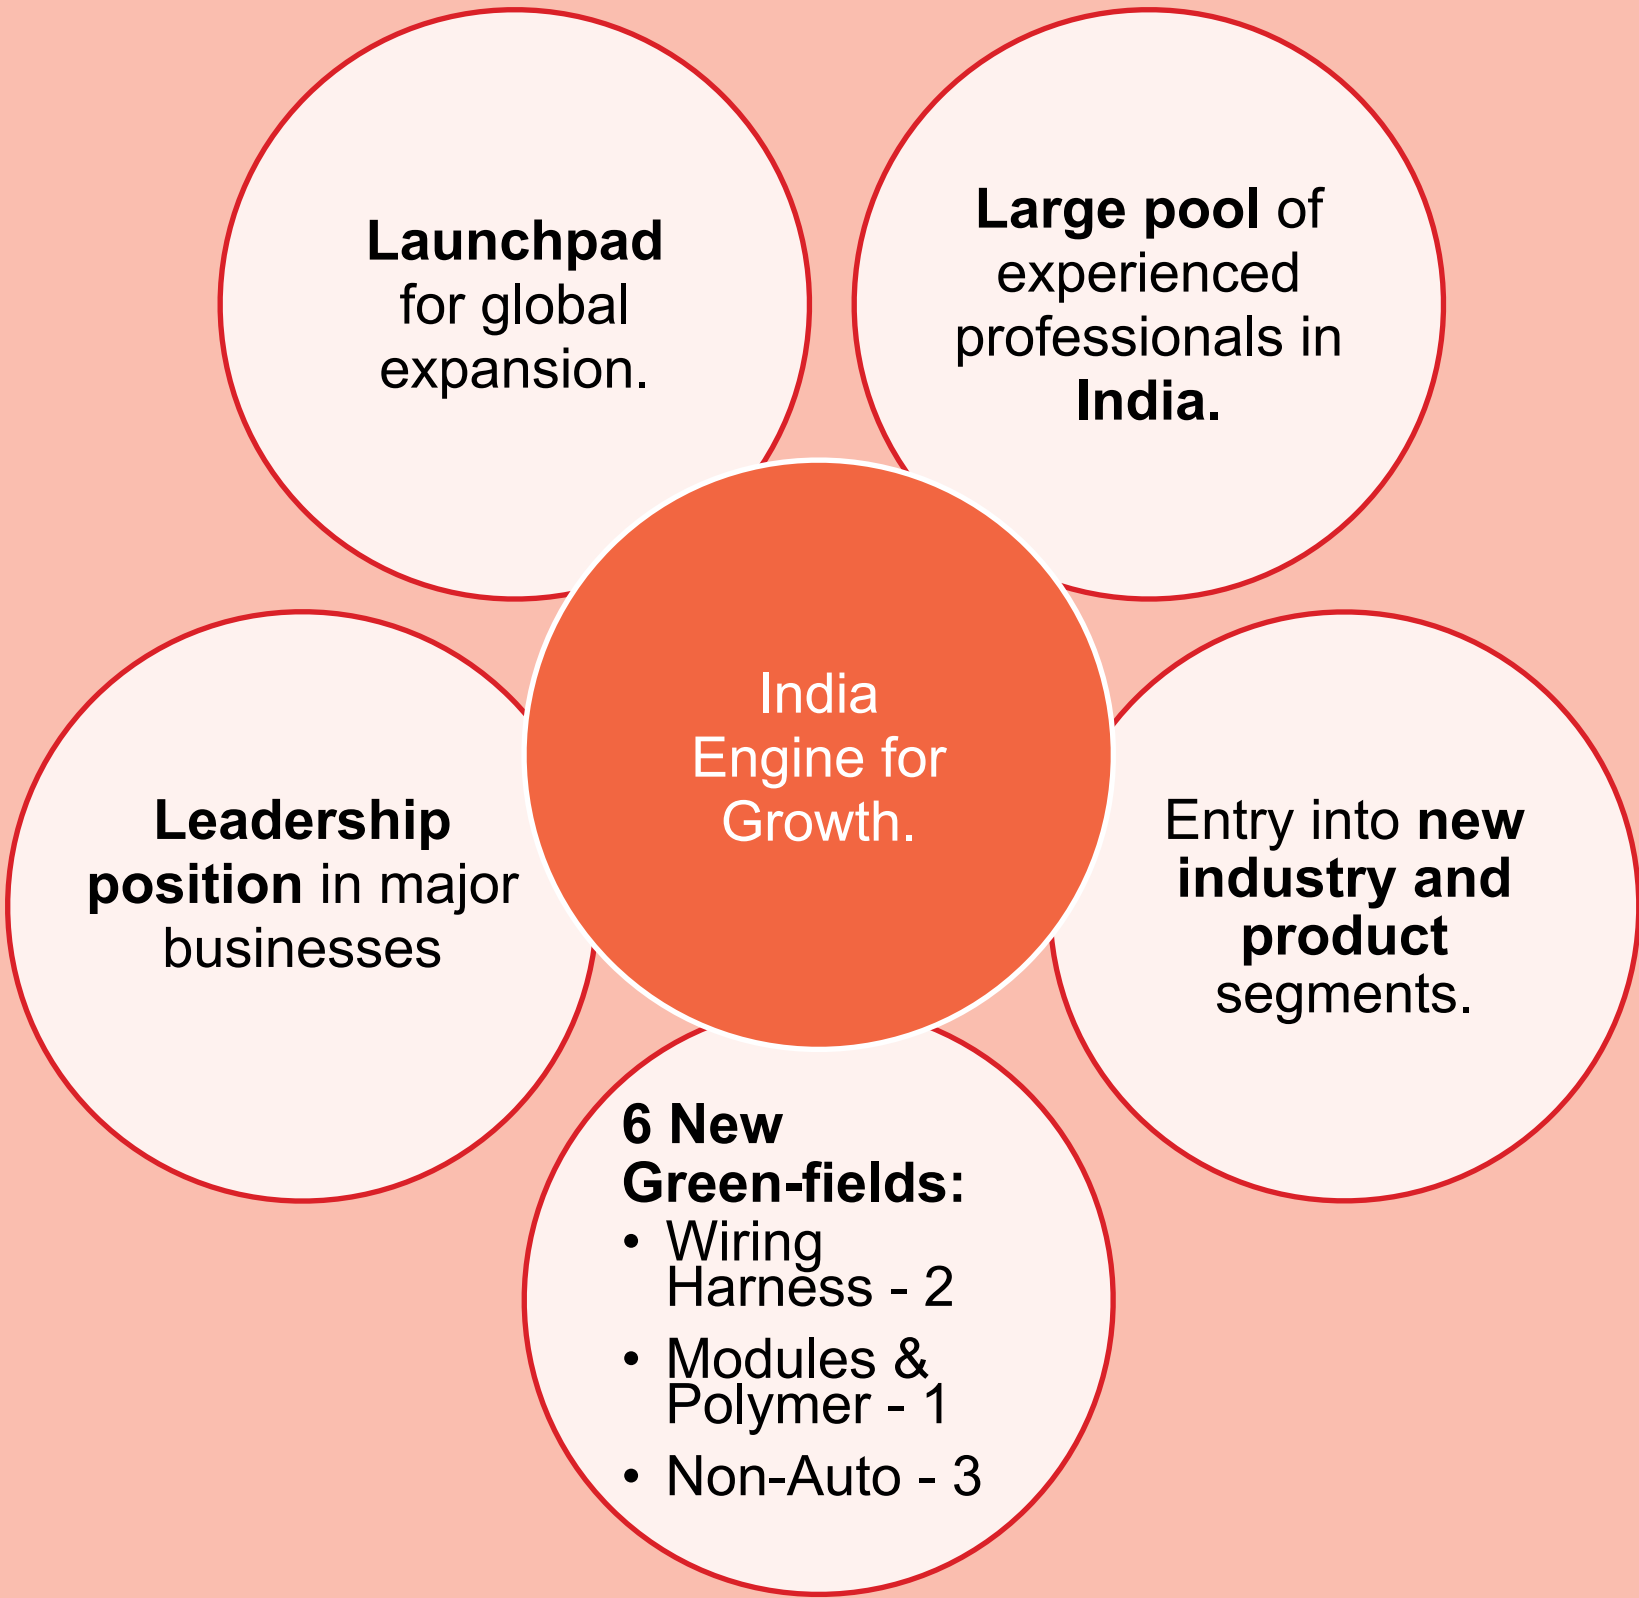 Launchpad
for global
expansion.
Large pool of
experienced
professionals in
India.
India
Engine for
Growth.
Leadership
position in major
businesses
Entry into new
industry and
product
segments.
6 New
Green-fields:
• Wiring
Harness - 2
• Modules &
Polymer - 1
• Non-Auto - 3